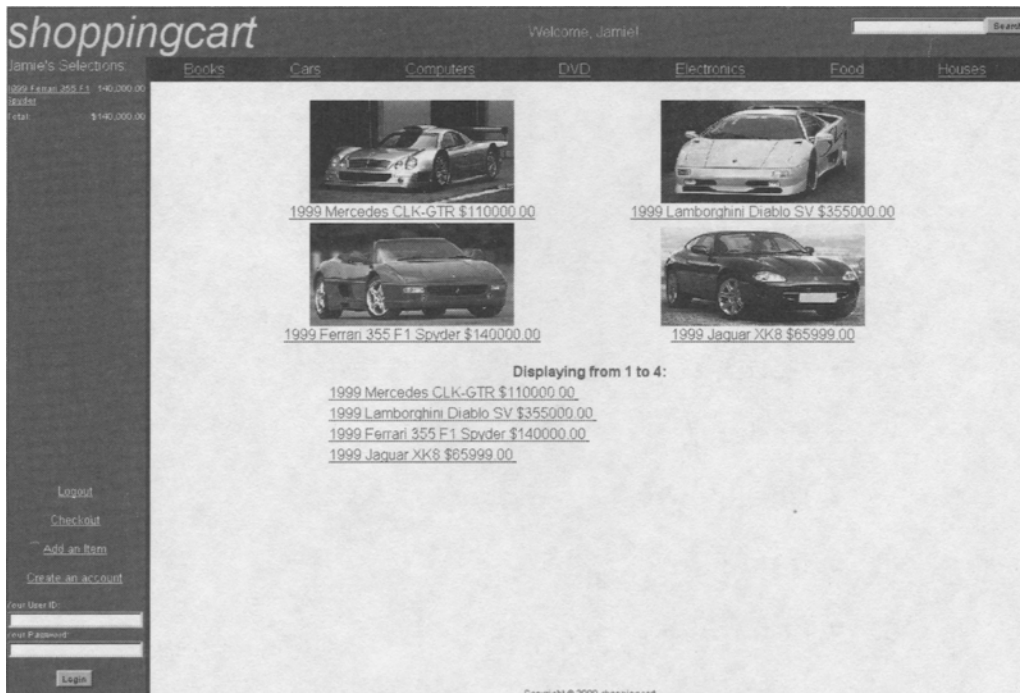 shoppingcart
Welcome, Jamie!
Search
Jamie's Selections:
Books Cars Computers DVD Electronics Food Houses
1999 Ferrari 355 F1 Spyder 140,000.00
Total: $140,000.00
1999 Mercedes CLK-GTR $110000.00
1999 Lamborghini Diablo SV $355000.00
1999 Ferrari 355 F1 Spyder $140000.00
1999 Jaguar XK8 $65999.00
Displaying from 1 to 4:
1999 Mercedes CLK-GTR $110000.00
1999 Lamborghini Diablo SV $355000.00
1999 Ferrari 355 F1 Spyder $140000.00
1999 Jaguar XK8 $65999.00
Logout
Checkout
Add an Item
Create an account
Your User ID:
Your Password:
Login